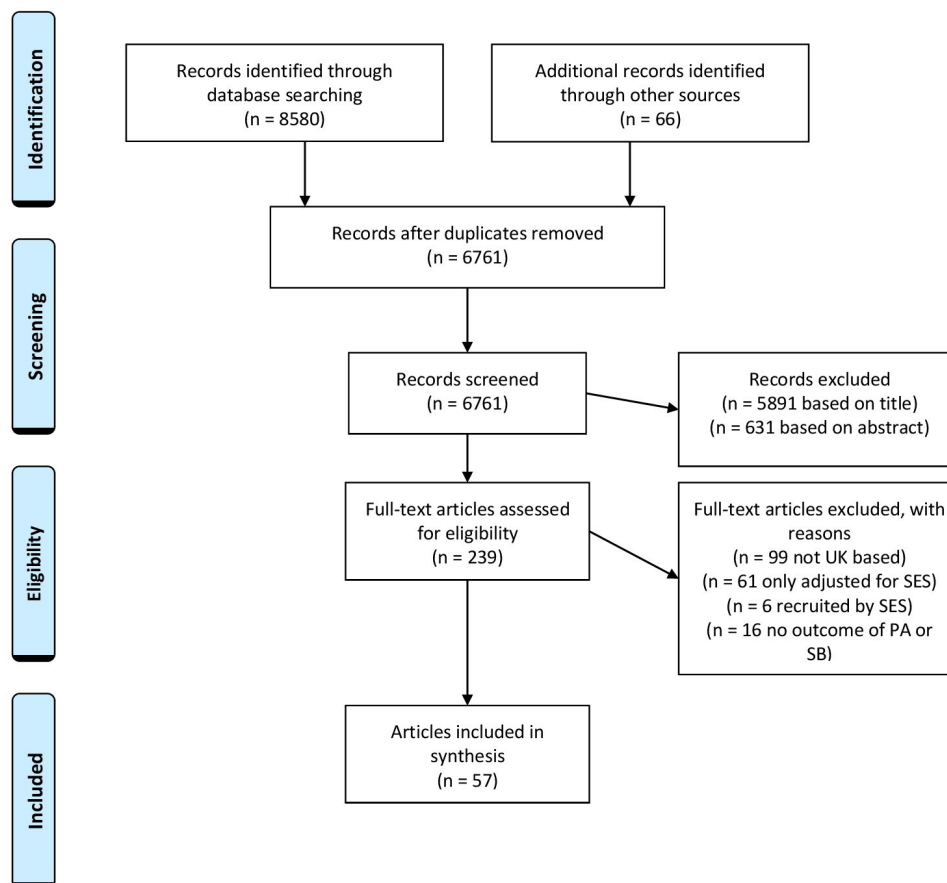 Identification
Records identified through
database searching
(n = 8580)
Additional records identified
through other sources
(n = 66)
Records after duplicates removed
(n = 6761)
Screening
Records screened
(n = 6761)
Records excluded
(n = 5891 based on title)
(n = 631 based on abstract)
Eligibility
Full-text articles assessed
for eligibility
(n = 239)
Full-text articles excluded, with
reasons
(n = 99 not UK based)
(n = 61 only adjusted for SES)
(n = 6 recruited by SES)
(n = 16 no outcome of PA or
SB)
Included
Articles included in
synthesis
(n = 57)